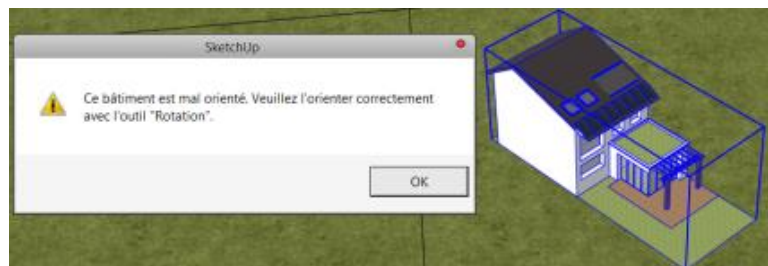 SketchUp
Ce bâtiment est mal orienté. Veuillez l'orienter correctement
avec l'outil "Rotation".
OK